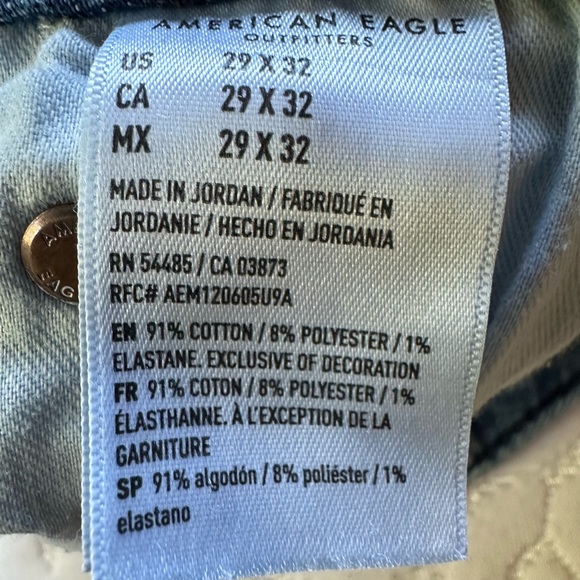 AMERICAN EAGLE
OUTFITTERS
US 29 X 32
CA 29 X 32
MX 29 X 32
MADE IN JORDAN / FABRIQUÉ EN
JORDANIE / HECHO EN JORDANIA
RN 54485 / CA 03873
RFC# AEM120605U9A
EN 91% COTTON / 8% POLYESTER / 1%
ELASTANE. EXCLUSIVE OF DECORATION
FR 91% COTON / 8% POLYESTER / 1%
ÉLASTHANNE. À L'EXCEPTION DE LA
GARNITURE
SP 91% algodón / 8% poliéster / 1%
elastano